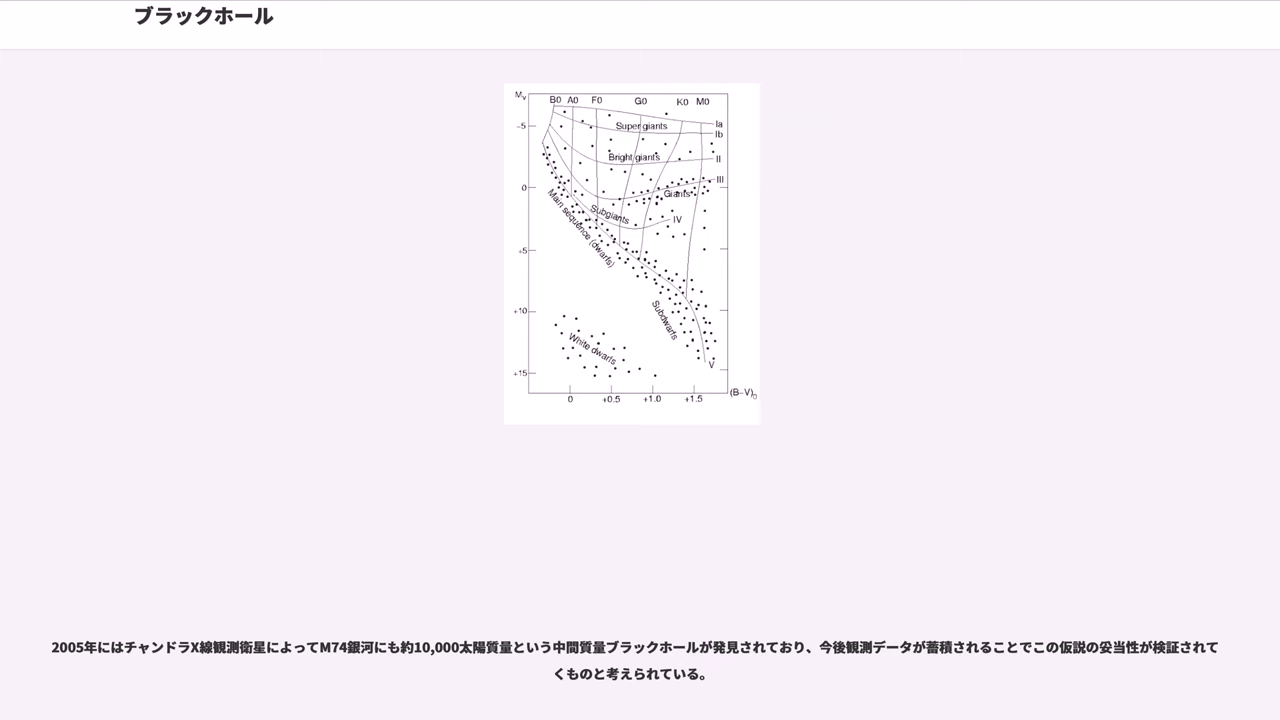 ブラックホール
Mv
B0 A0 F0 G0 K0 M0
Ia
Super giants
Ib
-5
Bright giants
II
III
0
Giants
Main sequence (dwarfs)
Subgiants
IV
+5
Subdwarfs
+10
White dwarfs
V
+15
(B-V)0
0 +0.5 +1.0 +1.5
2005年にはチャンドラX線観測衛星によってM74銀河にも約10,000太陽質量という中間質量ブラックホールが発見されており、今後観測データが蓄積されることでこの仮説の妥当性が検証されて
くものと考えられている。